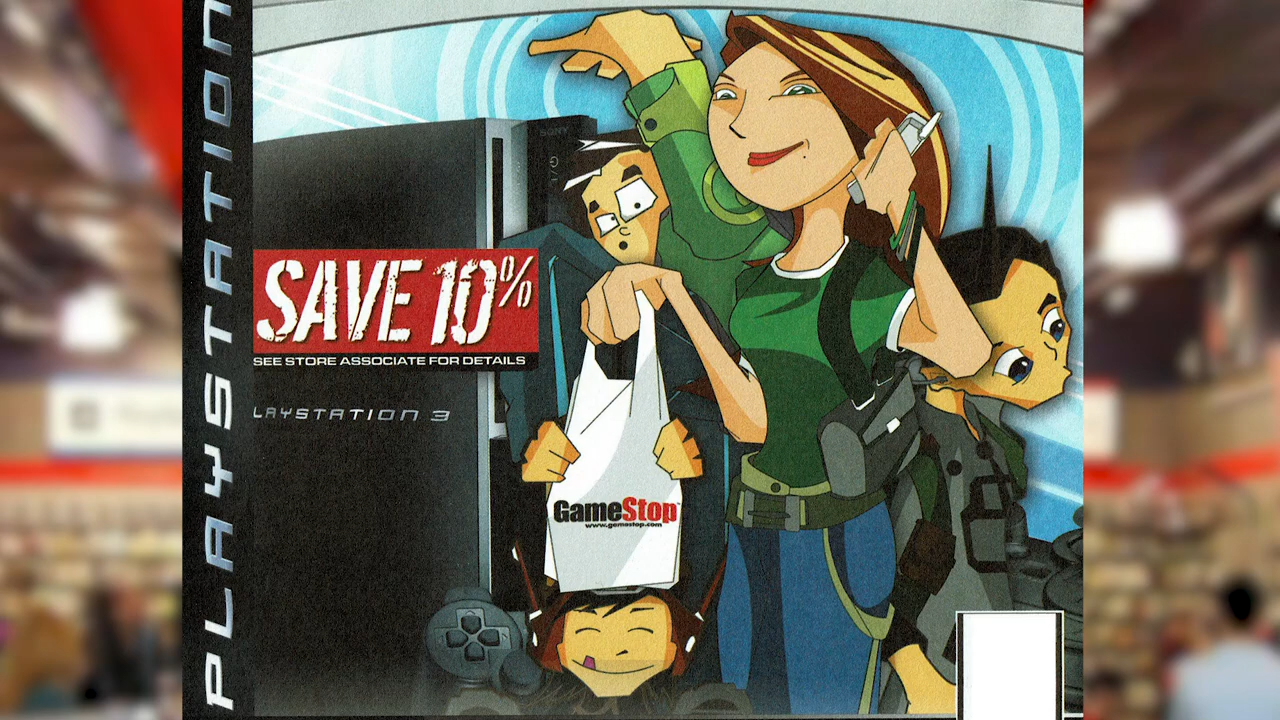 PLAYSTATION
SONY
SAVE 10%
SEE STORE ASSOCIATE FOR DETAILS
LAYSTATION 3
GameStop
www.gamestop.com